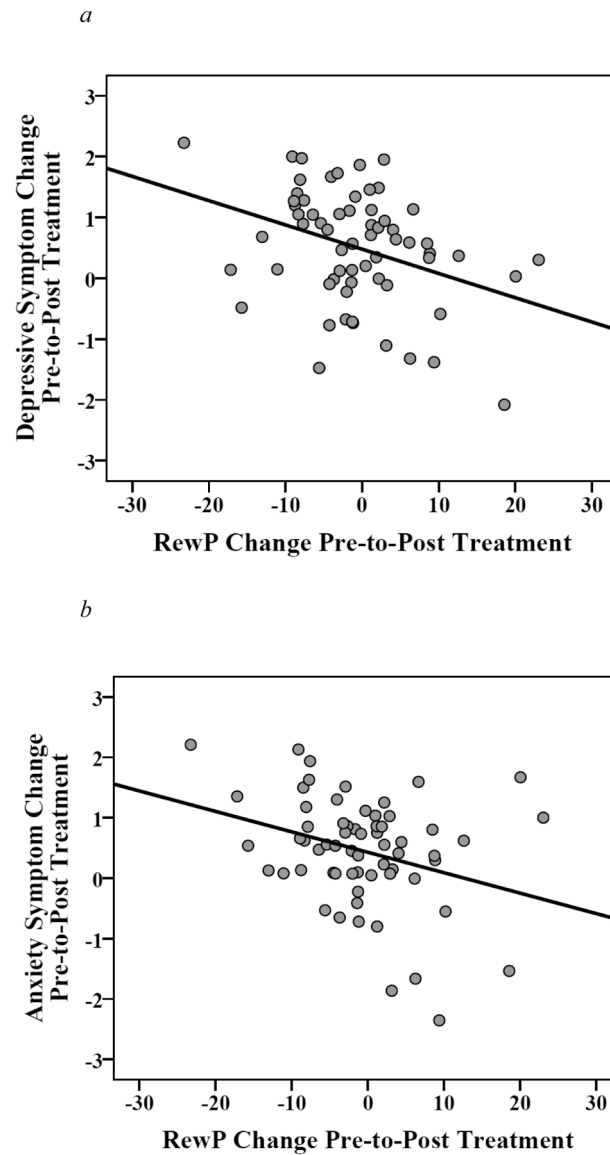 a
Depressive Symptom Change
Pre-to-Post Treatment
3
2
1
0
-1
-2
-3
-30 -20 -10 0 10 20 30
RewP Change Pre-to-Post Treatment
b
Anxiety Symptom Change
Pre-to-Post Treatment
3
2
1
0
-1
-2
-3
-30 -20 -10 0 10 20 30
RewP Change Pre-to-Post Treatment